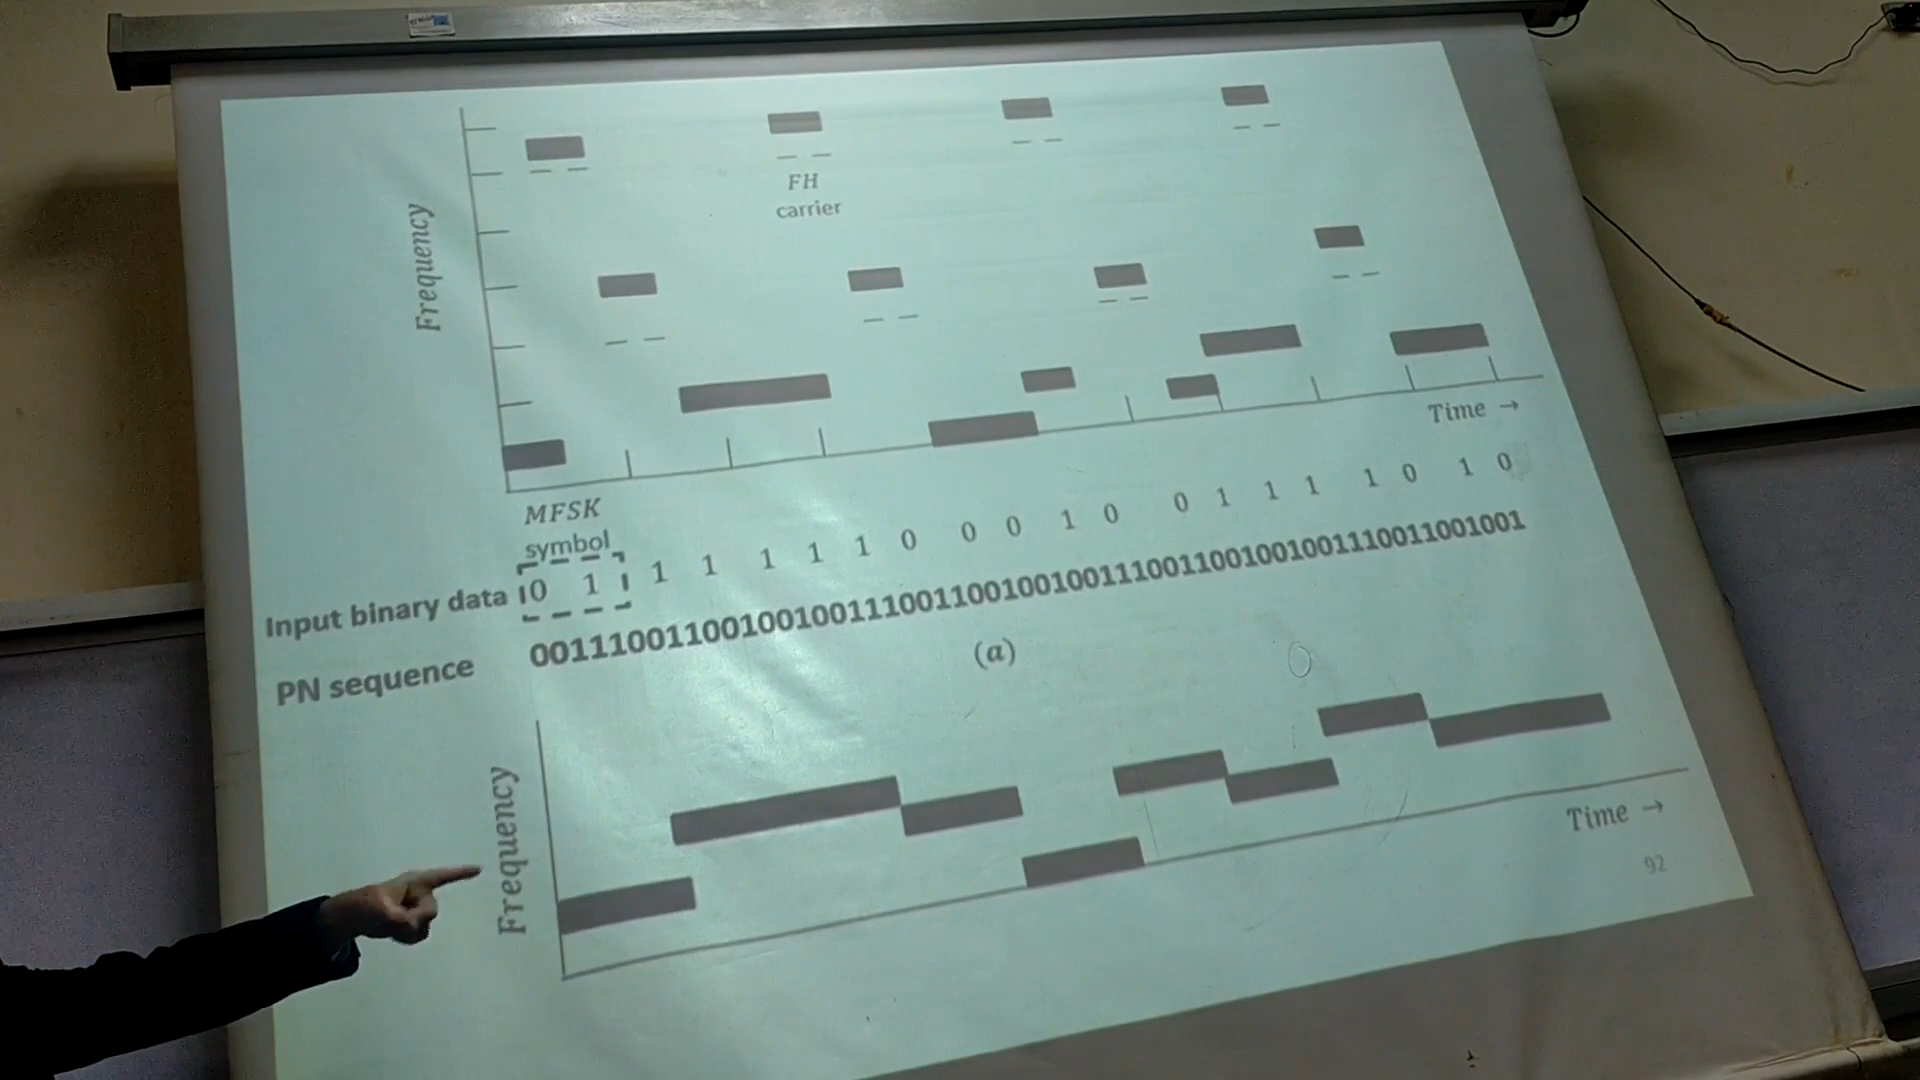 Frequency
FH
carrier
Time →
MFSK
symbol
Input binary data 0 1 1 1 1 1 1 0 0 0 1 0 0 1 1 1 1 0 1 0
PN sequence 001110011001001001110011001001001110011001001001110011001001
(a)
Frequency
Time →
92